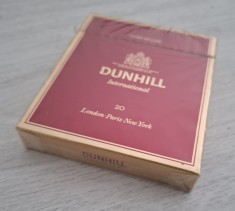 DUNHILL
International
20
London Paris New York
DUNHILL